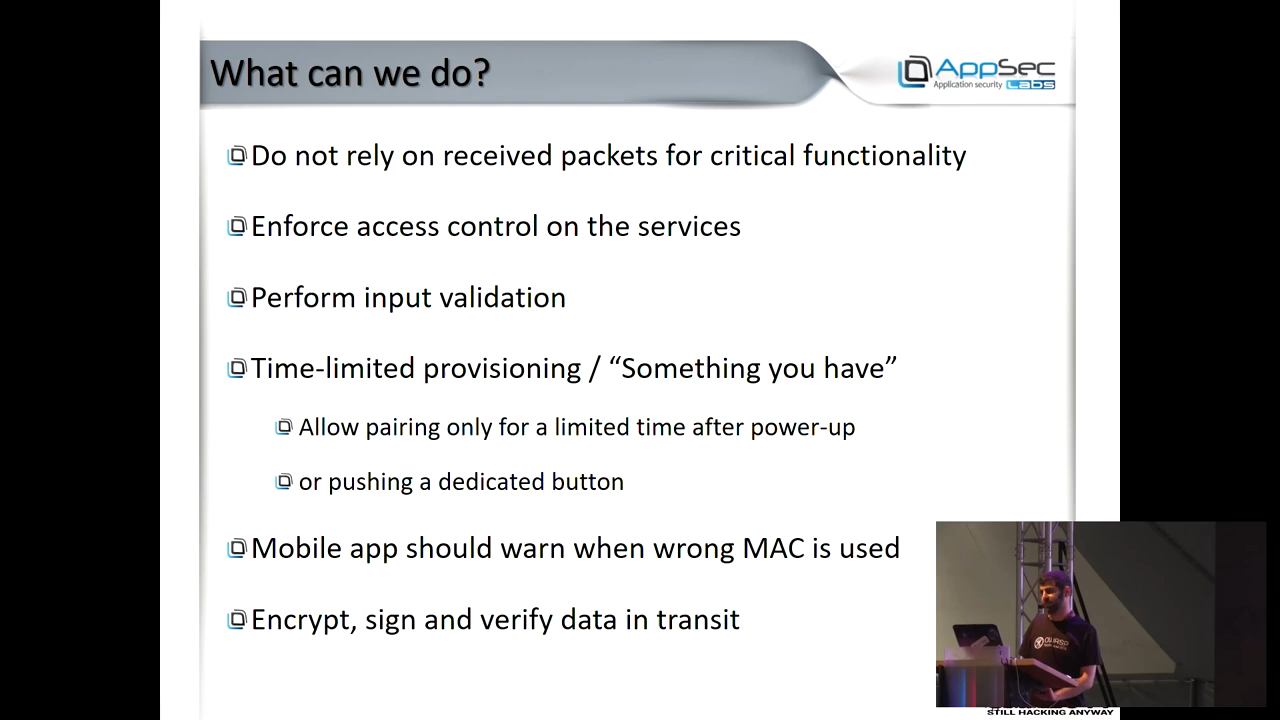 What can we do?
AppSec
Application security Labs
Do not rely on received packets for critical functionality
Enforce access control on the services
Perform input validation
Time-limited provisioning / “Something you have”
Allow pairing only for a limited time after power-up
or pushing a dedicated button
Mobile app should warn when wrong MAC is used
Encrypt, sign and verify data in transit
OWASP
STILL HACKING ANYWAY